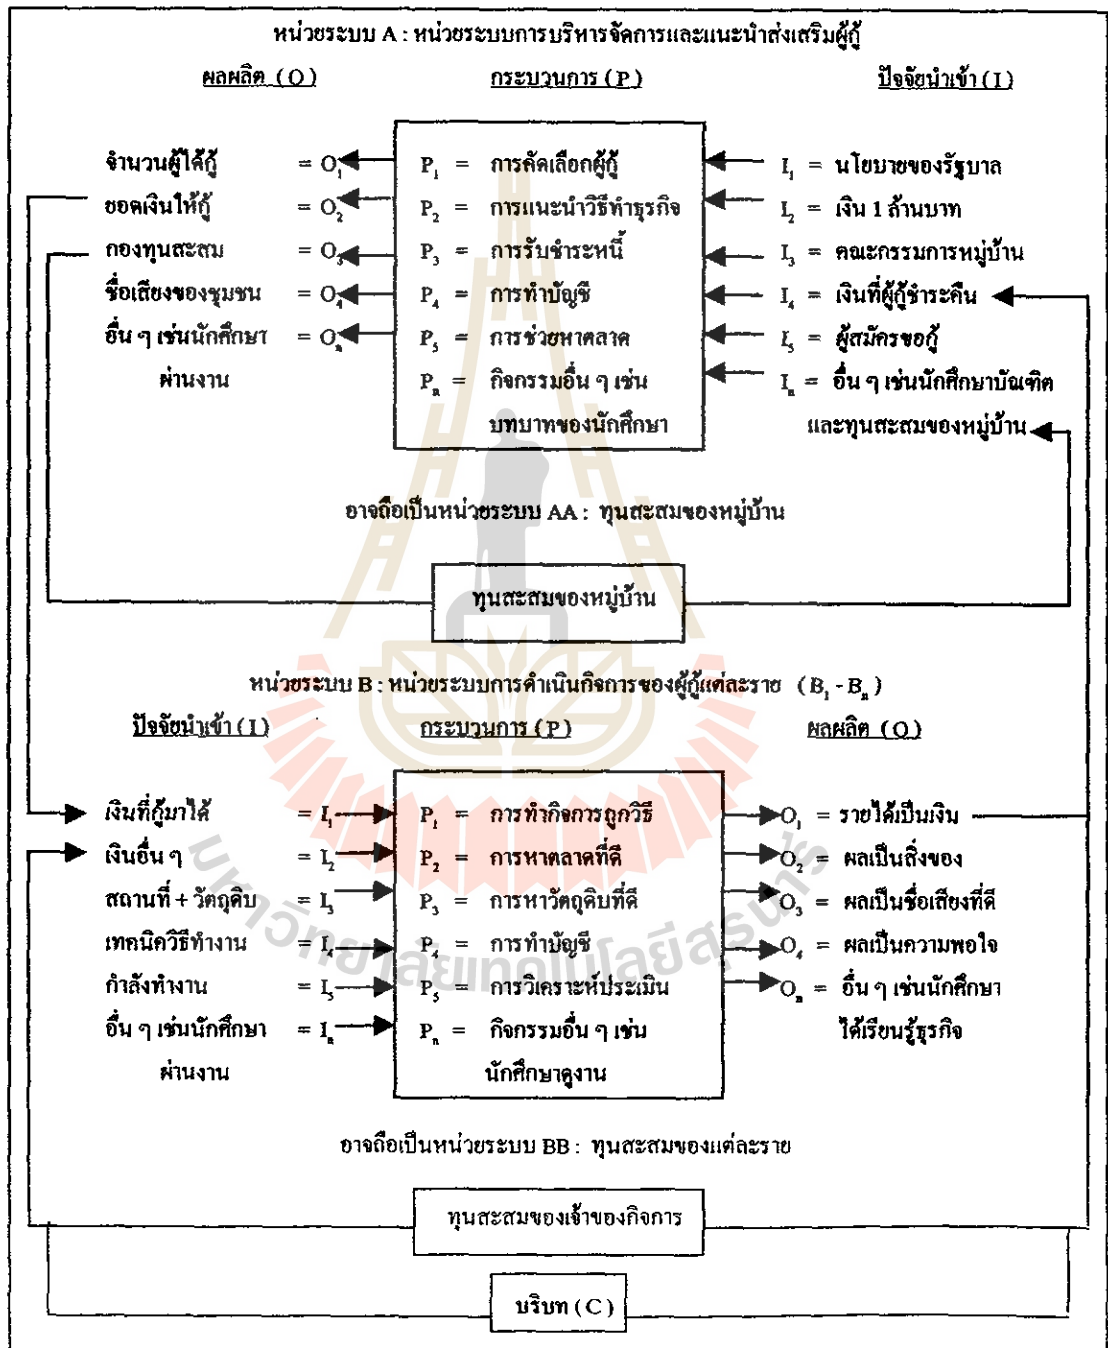 หน่วยระบบ A : หน่วยระบบการบริหารจัดการและแนะนำส่งเสริมผู้กู้
ผลผลิต (O) กระบวนการ (P) ปัจจัยนำเข้า (I)
จำนวนผู้ได้กู้ = O₁ P₁ = การคัดเลือกผู้กู้ I₁ = นโยบายของรัฐบาล
ยอดเงินให้กู้ = O₂ P₂ = การแนะนำวิธีทำธุรกิจ I₂ = เงิน 1 ล้านบาท
กองทุนสะสม = O₃ P₃ = การรับชำระหนี้ I₃ = คณะกรรมการหมู่บ้าน
ชื่อเสียงของชุมชน = O₄ P₄ = การทำบัญชี I₄ = เงินที่ผู้กู้ชำระคืน
อื่น ๆ เช่นนักศึกษา = Oₙ P₅ = การช่วยหาตลาด I₅ = ผู้สมัครขอกู้
ผ่านงาน Pₙ = กิจกรรมอื่น ๆ เช่น Iₙ = อื่น ๆ เช่นนักศึกษาบัณฑิต
บทบาทของนักศึกษา และทุนสะสมของหมู่บ้าน
อาจถือเป็นหน่วยระบบ AA : ทุนสะสมของหมู่บ้าน
ทุนสะสมของหมู่บ้าน
หน่วยระบบ B : หน่วยระบบการดำเนินกิจการของผู้กู้แต่ละราย (B₁ - Bₙ)
ปัจจัยนำเข้า (I) กระบวนการ (P) ผลผลิต (O)
เงินที่กู้มาได้ = I₁ P₁ = การทำกิจการถูกวิธี O₁ = รายได้เป็นเงิน
เงินอื่น ๆ = I₂ P₂ = การหาตลาดที่ดี O₂ = ผลเป็นสิ่งของ
สถานที่ + วัตถุดิบ = I₃ P₃ = การหาวัตถุดิบที่ดี O₃ = ผลเป็นชื่อเสียงที่ดี
เทคนิควิธีทำงาน = I₄ P₄ = การทำบัญชี O₄ = ผลเป็นความพอใจ
กำลังทำงาน = I₅ P₅ = การวิเคราะห์ประเมิน Oₙ = อื่น ๆ เช่นนักศึกษา
อื่น ๆ เช่นนักศึกษา = Iₙ Pₙ = กิจกรรมอื่น ๆ เช่น ได้เรียนรู้ธุรกิจ
ผ่านงาน นักศึกษาดูงาน
มหาวิทยาลัยเทคโนโลยีสุรนารี
อาจถือเป็นหน่วยระบบ BB : ทุนสะสมของแต่ละราย
ทุนสะสมของเจ้าของกิจการ
บริบท (C)